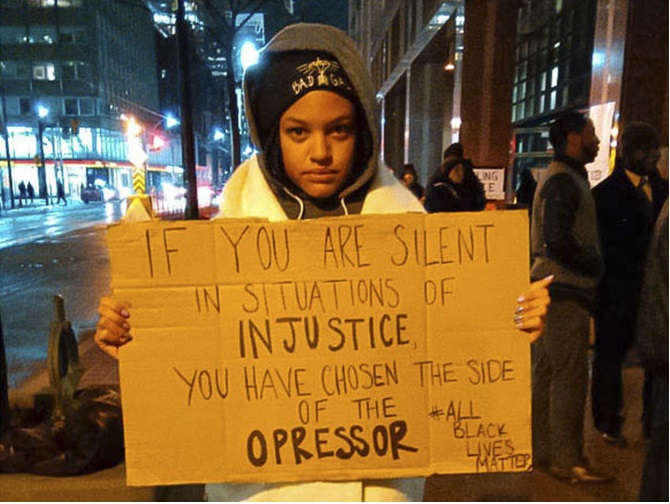 BAD GA
IF YOU ARE SILENT
IN SITUATIONS OF
INJUSTICE,
YOU HAVE CHOSEN THE SIDE
OF THE
OPRESSOR
#ALL
BLACK
LIVES
MATTER